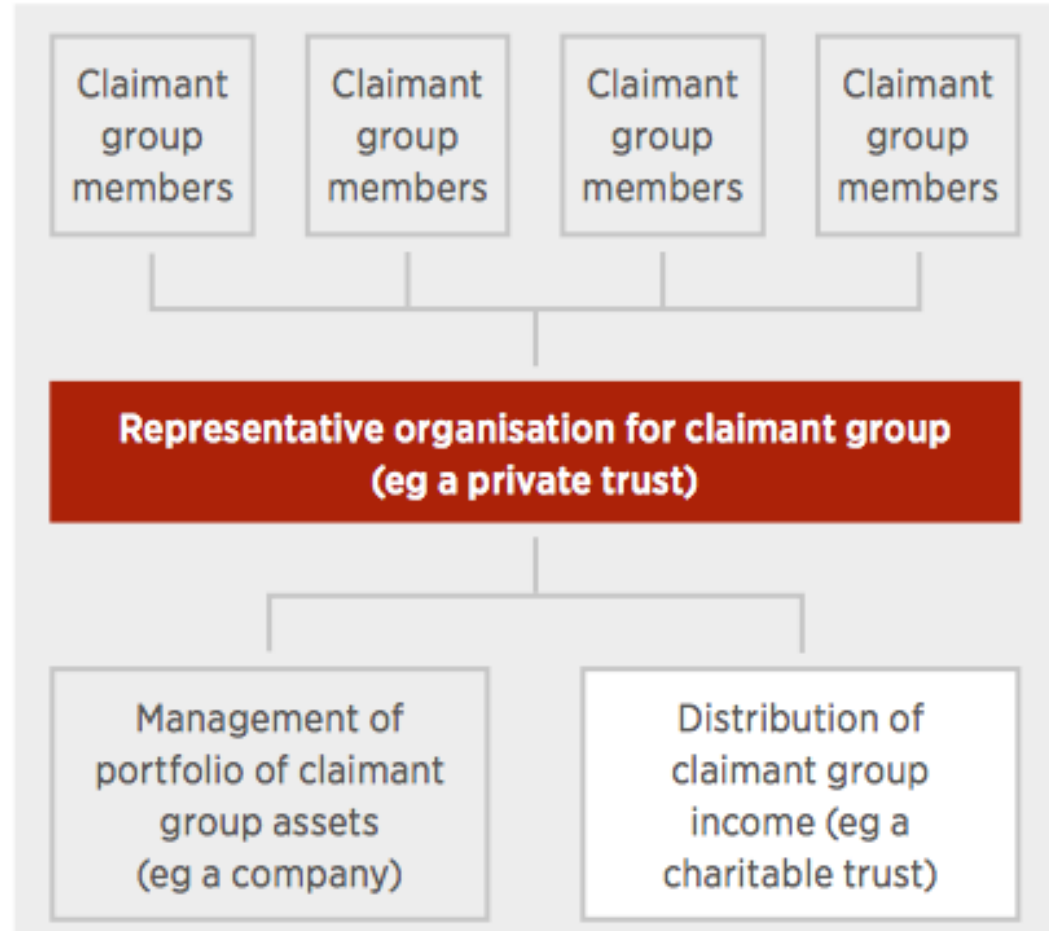 Claimant
group
members
Claimant
group
members
Claimant
group
members
Claimant
group
members
Representative organisation for claimant group
(eg a private trust)
Management of
portfolio of claimant
group assets
(eg a company)
Distribution of
claimant group
income (eg a
charitable trust)